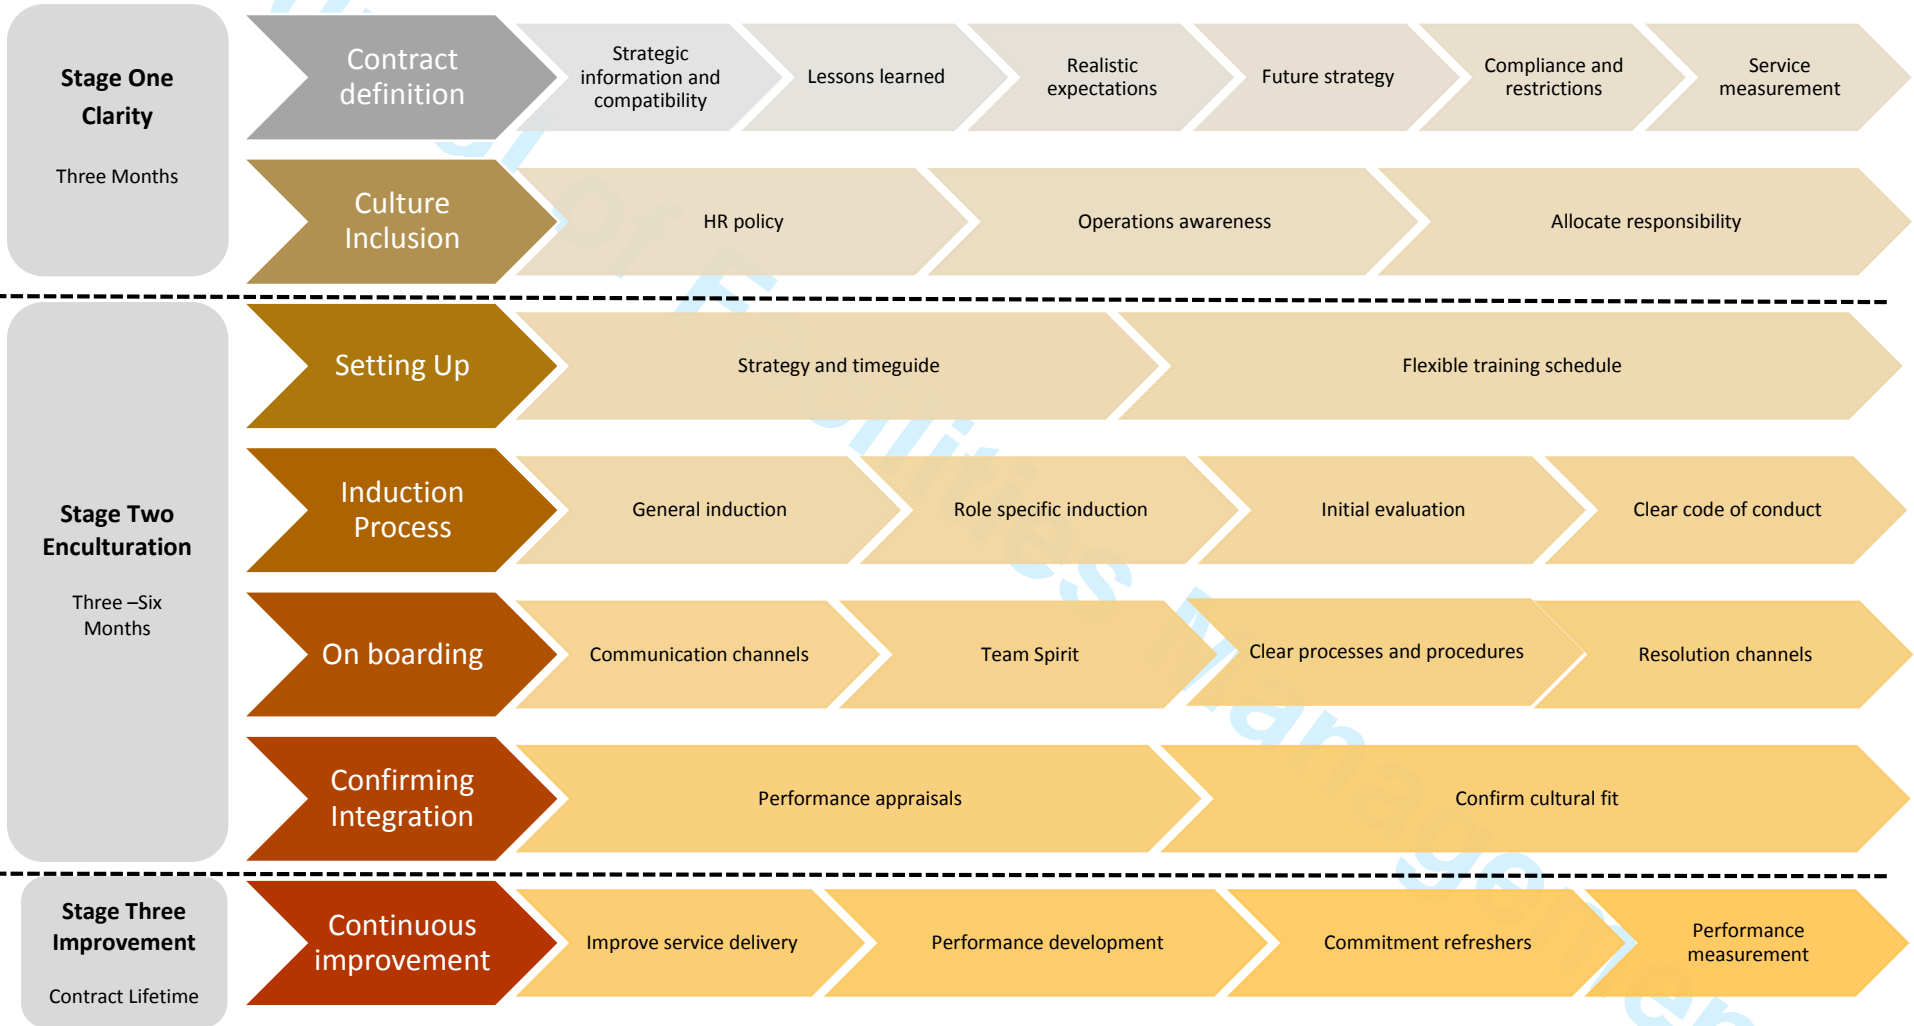 Stage One
Clarity
Three Months
Contract
definition
Strategic
information and
compatibility
Lessons learned
Realistic
expectations
Future strategy
Compliance and
restrictions
Service
measurement
Culture
Inclusion
HR policy
Operations awareness
Allocate responsibility
Stage Two
Enculturation
Three –Six
Months
Setting Up
Strategy and timeguide
Flexible training schedule
Induction
Process
General induction
Role specific induction
Initial evaluation
Clear code of conduct
On boarding
Communication channels
Team Spirit
Clear processes and procedures
Resolution channels
Confirming
Integration
Performance appraisals
Confirm cultural fit
Stage Three
Improvement
Contract Lifetime
Continuous
improvement
Improve service delivery
Performance development
Commitment refreshers
Performance
measurement
of Facilities Management